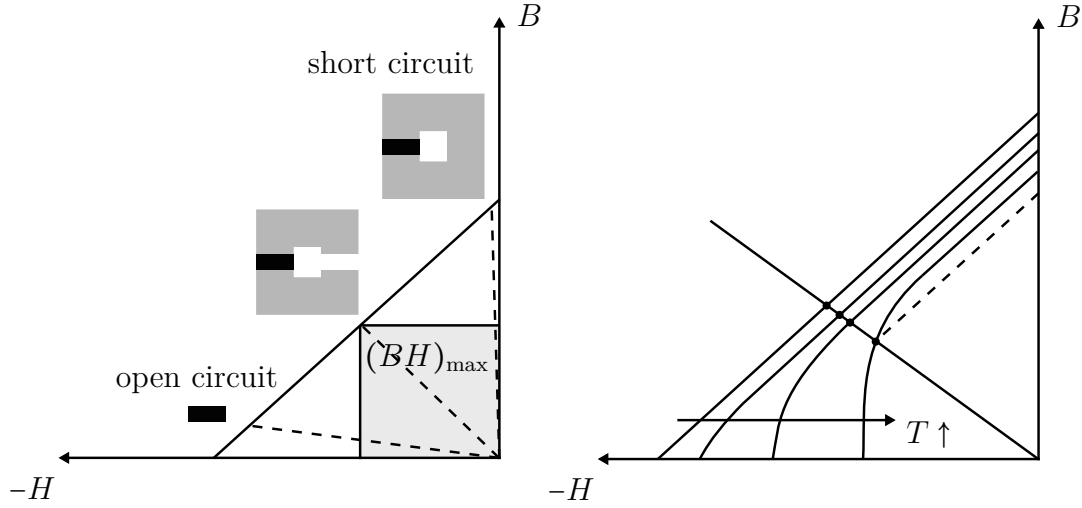 B
short circuit
(BH)max
open circuit
–H
B
T ↑
–H